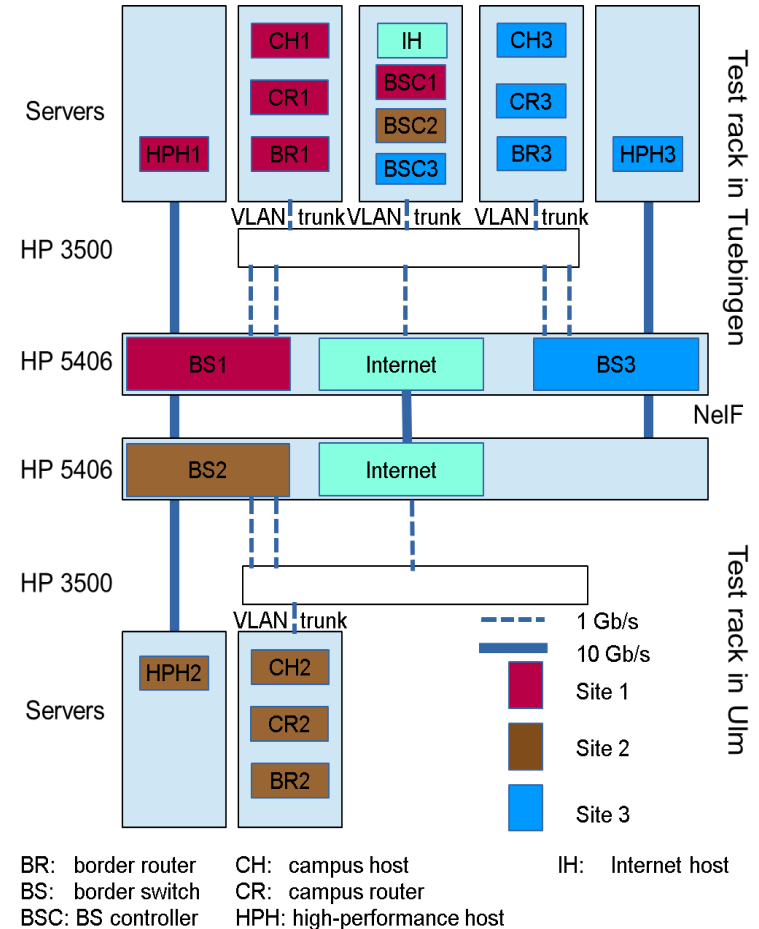 CH1 IH CH3
BSC1
CR1 CR3
Servers BSC2
HPH1 BR1 BR3 HPH3
BSC3
VLAN trunk VLAN trunk VLAN trunk
HP 3500
HP 5406 BS1 Internet BS3
Test rack in Tuebingen
NeIF
HP 5406 BS2 Internet
HP 3500
VLAN trunk
1 Gb/s
10 Gb/s
HPH2 CH2
Site 1
Servers CR2
Site 2
BR2
Site 3
Test rack in Ulm
BR: border router CH: campus host IH: Internet host
BS: border switch CR: campus router
BSC: BS controller HPH: high-performance host